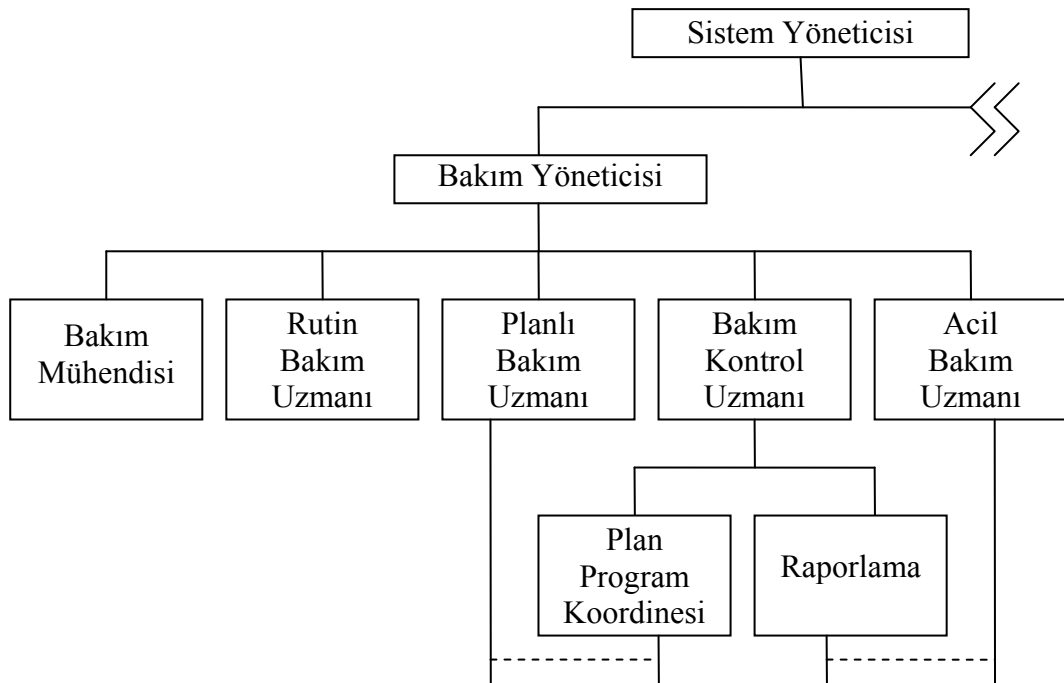 Sistem Yöneticisi
Bakım Yöneticisi
Bakım
Mühendisi
Rutin
Bakım
Uzmanı
Planlı
Bakım
Uzmanı
Bakım
Kontrol
Uzmanı
Acil
Bakım
Uzmanı
Plan
Program
Koordinesi
Raporlama